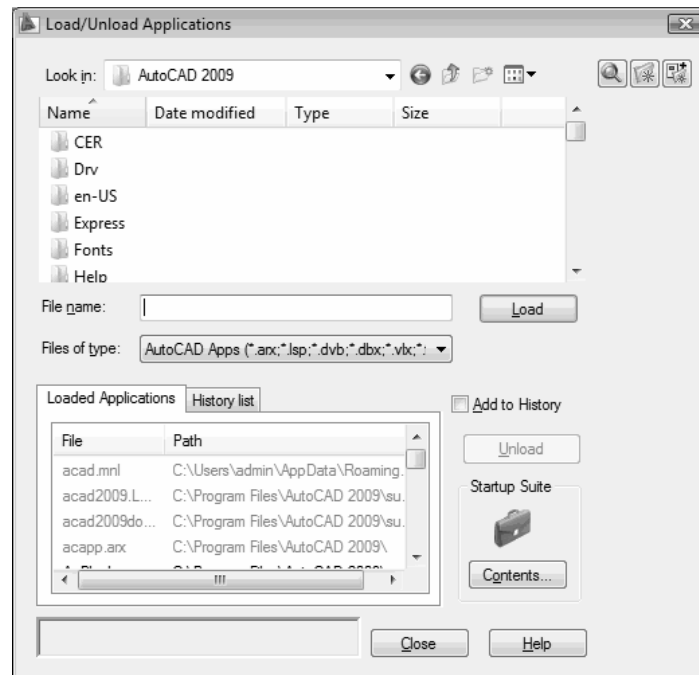 Load/Unload Applications
Look in: AutoCAD 2009
Name Date modified Type Size
CER
Drv
en-US
Express
Fonts
Help
File name: Load
Files of type: AutoCAD Apps (*.arx;*.lsp;*.dvb;*.dbx;*.vlx;*.
Loaded Applications History list Add to History
File Path Unload
acad.mnl C:\Users\admin\AppData\Roaming.
acad2009.L... C:\Program Files\AutoCAD 2009\su.
acad2009do... C:\Program Files\AutoCAD 2009\su.
acapp.arx C:\Program Files\AutoCAD 2009\
Startup Suite
Contents...
Close Help